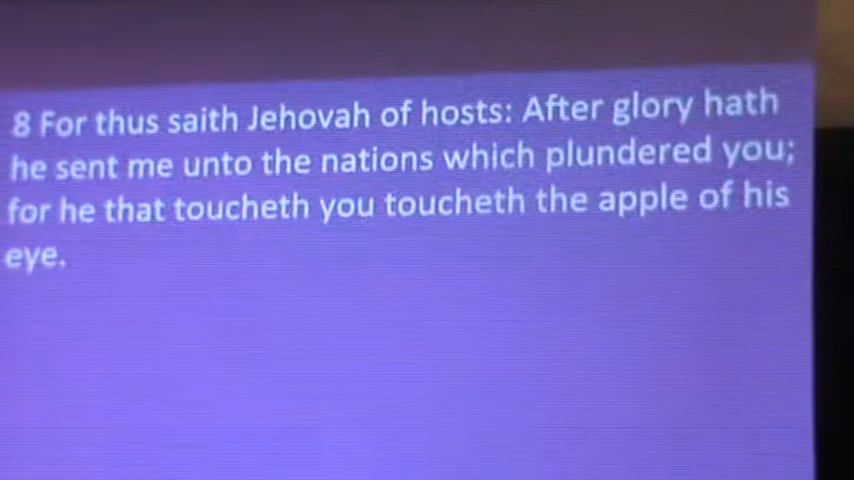 8 For thus saith Jehovah of hosts: After glory hath
he sent me unto the nations which plundered you;
for he that toucheth you toucheth the apple of his
eye.